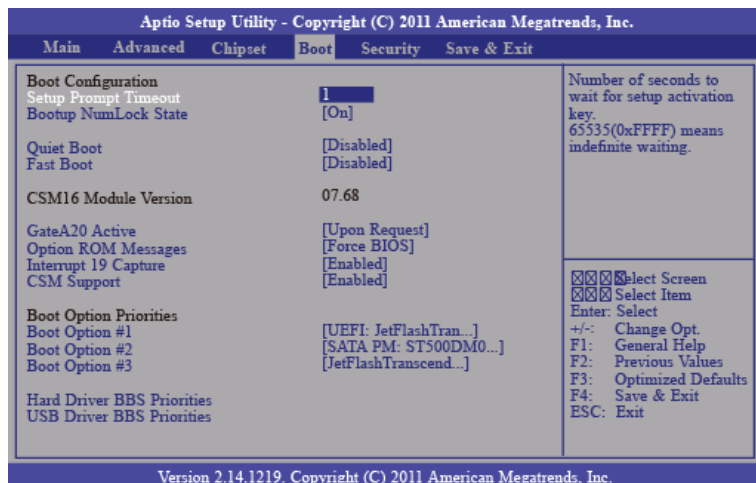 Aptio Setup Utility - Copyright (C) 2011 American Megatrends, Inc.
Main Advanced Chipset Boot Security Save & Exit
Boot Configuration
Setup Prompt Timeout 1
Bootup NumLock State [On]
Quiet Boot [Disabled]
Fast Boot [Disabled]
CSM16 Module Version 07.68
GateA20 Active [Upon Request]
Option ROM Messages [Force BIOS]
Interrupt 19 Capture [Enabled]
CSM Support [Enabled]
Boot Option Priorities
Boot Option #1 [UEFI: JetFlashTran...]
Boot Option #2 [SATA PM: ST500DM0...]
Boot Option #3 [JetFlashTranscend...]
Hard Driver BBS Priorities
USB Driver BBS Priorities
Number of seconds to
wait for setup activation
key.
65535(0xFFFF) means
indefinite waiting.
Select Screen
Select Item
Enter: Select
+/-: Change Opt.
F1: General Help
F2: Previous Values
F3: Optimized Defaults
F4: Save & Exit
ESC: Exit
Version 2.14.1219. Copyright (C) 2011 American Megatrends, Inc.